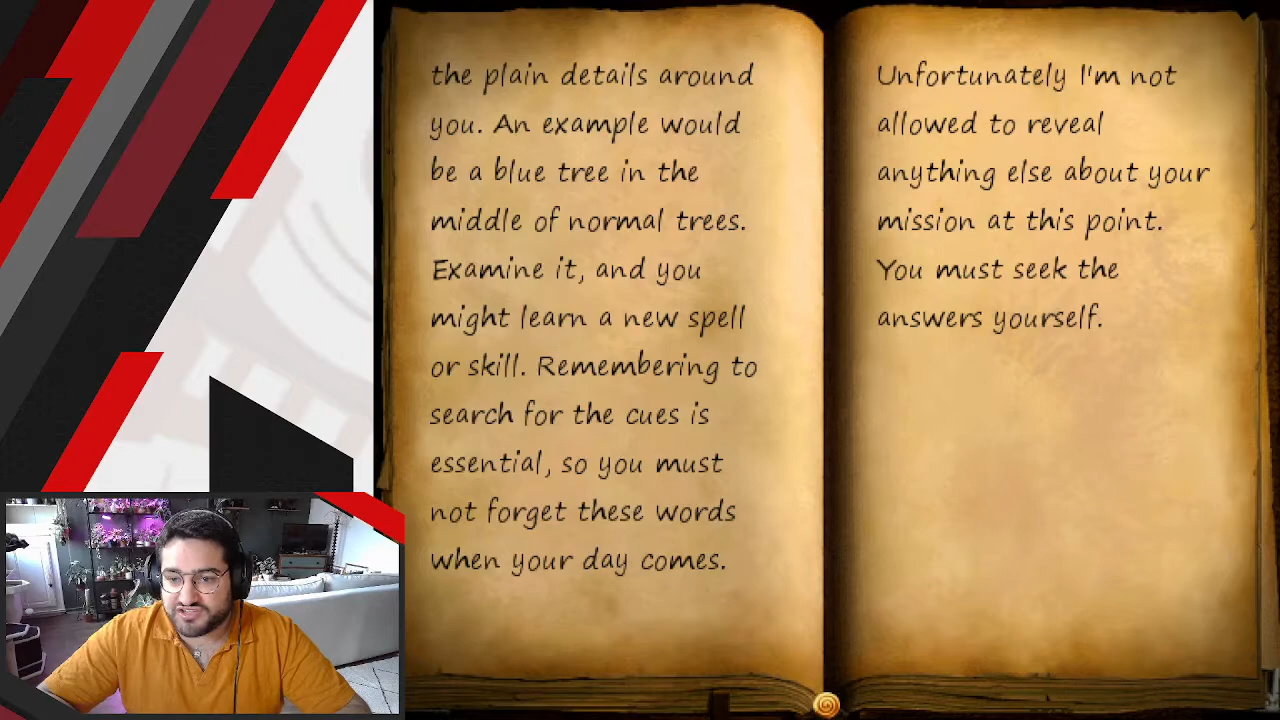 the plain details around
you. An example would
be a blue tree in the
middle of normal trees.
Examine it, and you
might learn a new spell
or skill. Remembering to
search for the cues is
essential, so you must
not forget these words
when your day comes.
Unfortunately I'm not
allowed to reveal
anything else about your
mission at this point.
You must seek the
answers yourself.